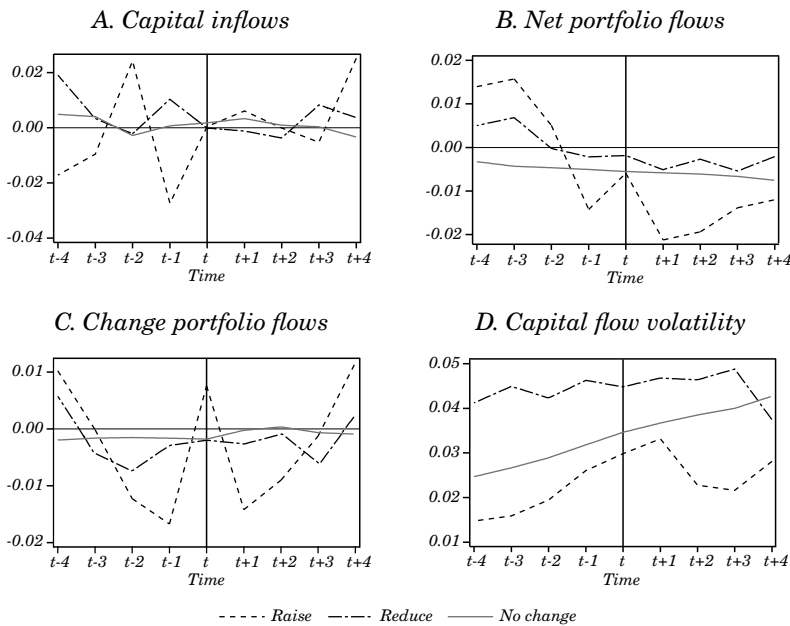 A. Capital inflows
B. Net portfolio flows
0.02
0.00
-0.02
-0.04
t-4 t-3 t-2 t-1 t t+1 t+2 t+3 t+4
Time
0.02
0.01
0.00
-0.01
-0.02
t-4 t-3 t-2 t-1 t t+1 t+2 t+3 t+4
Time
C. Change portfolio flows
D. Capital flow volatility
0.01
0.00
-0.01
-0.02
t-4 t-3 t-2 t-1 t t+1 t+2 t+3 t+4
Time
0.05
0.04
0.03
0.02
0.01
t-4 t-3 t-2 t-1 t t+1 t+2 t+3 t+4
Time
Raise Reduce No change